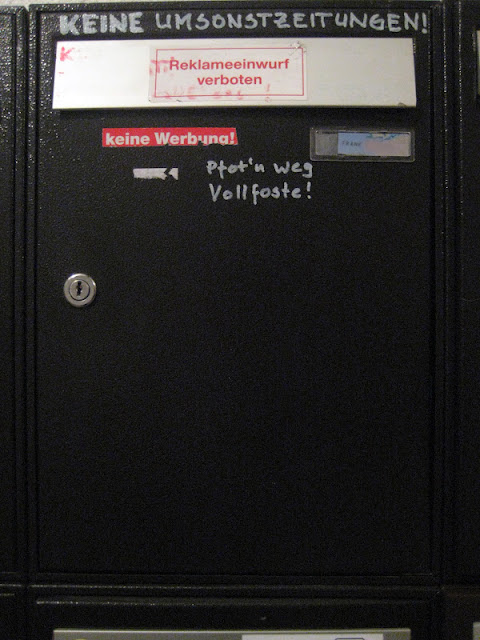 KEINE UMSONSTZEITUNGEN!
Reklameeinwurf
verboten
keine Werbung!
Pfot'n weg
Vollfoste!